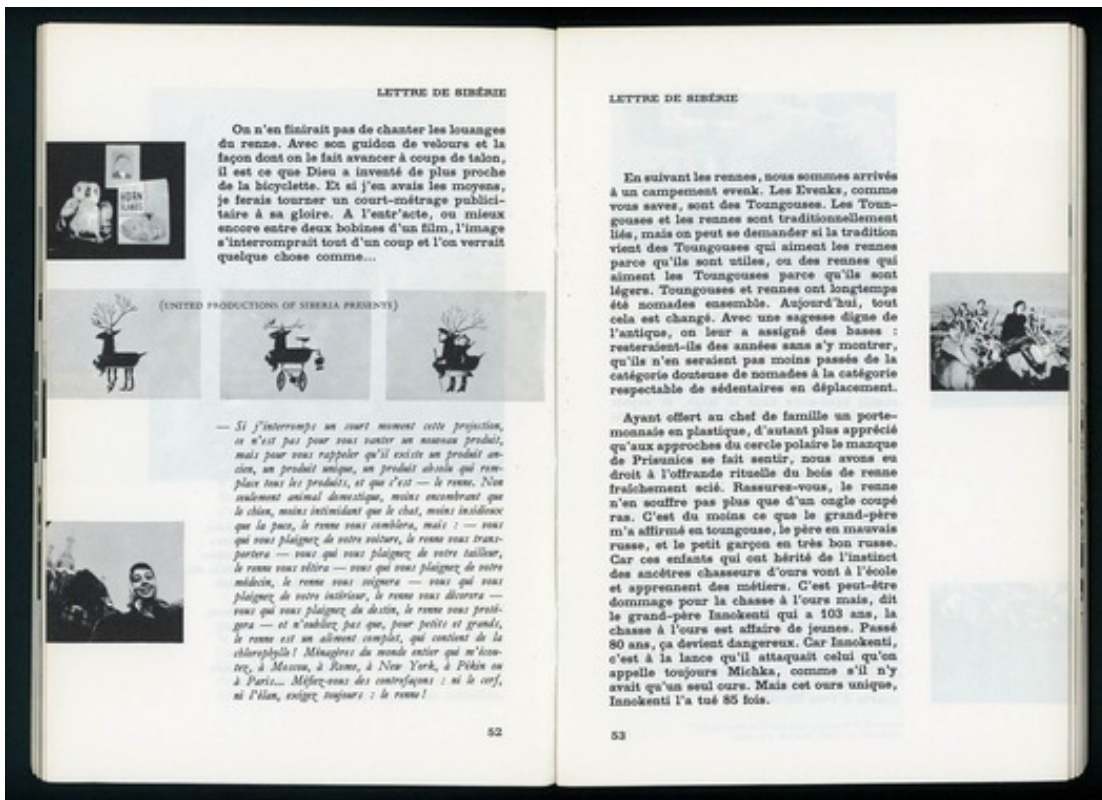 LETTRE DE SIBÉRIE
On n'en finirait pas de chanter les louanges
du renne. Avec son guidon de velours et la
façon dont on le fait avancer à coups de talon,
il est ce que Dieu a inventé de plus proche
de la bicyclette. Et si j'en avais les moyens,
je ferais tourner un court-métrage publici-
taire à sa gloire. A l'entr'acte, ou mieux
encore entre deux bobines d'un film, l'image
s'interromprait tout d'un coup et l'on verrait
quelque chose comme...
HORN
FLAKES
(UNITED PRODUCTIONS OF SIBERIA PRESENTS)
— Si j'interromps un court moment cette projection,
ce n'est pas pour vous vanter un nouveau produit,
mais pour vous rappeler qu'il existe un produit an-
cien, un produit unique, un produit absolu qui rem-
place tous les produits, et que c'est — le renne. Non
seulement animal domestique, moins encombrant que
le chien, moins intimidant que le chat, moins insidieux
que la puce, le renne vous comblera, mais : — vous
qui vous plaignez de votre voiture, le renne vous trans-
portera — vous qui vous plaignez de votre tailleur,
le renne vous vêtira — vous qui vous plaignez de votre
médecin, le renne vous soignera — vous qui vous
plaignez de votre intérieur, le renne vous décorera —
vous qui vous plaignez du destin, le renne vous proté-
gera — et n'oubliez pas que, pour petits et grands,
le renne est un aliment complet, qui contient de la
chlorophylle ! Ménagères du monde entier qui m'écou-
tez, à Moscou, à Rome, à New York, à Pékin ou
à Paris... Méfiez-vous des contrefaçons : ni le cerf,
ni l'élan, exigez toujours : le renne !
52
LETTRE DE SIBÉRIE
En suivant les rennes, nous sommes arrivés
à un campement evenk. Les Evenks, comme
vous savez, sont des Toungouses. Les Toun-
gouses et les rennes sont traditionnellement
liés, mais on peut se demander si la tradition
vient des Toungouses qui aiment les rennes
parce qu'ils sont utiles, ou des rennes qui
aiment les Toungouses parce qu'ils sont
légers. Toungouses et rennes ont longtemps
été nomades ensemble. Aujourd'hui, tout
cela est changé. Avec une sagesse digne de
l'antique, on leur a assigné des bases :
resteraient-ils des années sans s'y montrer,
qu'ils n'en seraient pas moins passés de la
catégorie douteuse de nomades à la catégorie
respectable de sédentaires en déplacement.
Ayant offert au chef de famille un porte-
monnaie en plastique, d'autant plus apprécié
qu'aux approches du cercle polaire le manque
de Prisunics se fait sentir, nous avons eu
droit à l'offrande rituelle du bois de renne
fraîchement scié. Rassurez-vous, le renne
n'en souffre pas plus que d'un ongle coupé
ras. C'est du moins ce que le grand-père
m'a affirmé en toungouse, le père en mauvais
russe, et le petit garçon en très bon russe.
Car ces enfants qui ont hérité de l'instinct
des ancêtres chasseurs d'ours vont à l'école
et apprennent des métiers. C'est peut-être
dommage pour la chasse à l'ours mais, dit
le grand-père Innokenti qui a 103 ans, la
chasse à l'ours est affaire de jeunes. Passé
80 ans, ça devient dangereux. Car Innokenti,
c'est à la lance qu'il attaquait celui qu'on
appelle toujours Michka, comme s'il n'y
avait qu'un seul ours. Mais cet ours unique,
Innokenti l'a tué 85 fois.
53